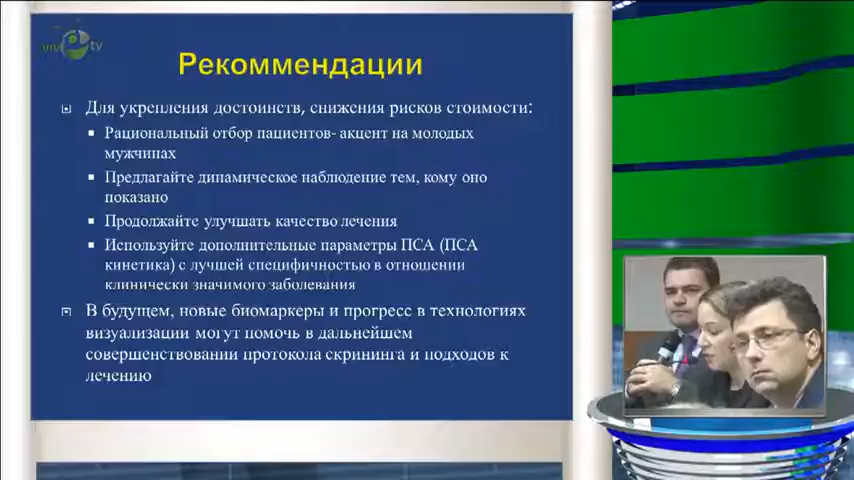 Рекоммендации
Для укрепления достоинств, снижения рисков стоимости:
Рациональный отбор пациентов- акцент на молодых
мужчинах
Предлагайте динамическое наблюдение тем, кому оно
показано
Продолжайте улучшать качество лечения
Используйте дополнительные параметры ПСА (ПСА
кинетика) с лучшей специфичностью в отношении
клинически значимого заболевания
В будущем, новые биомаркеры и прогресс в технологиях
визуализации могут помочь в дальнейшем
совершенствовании протокола скрининга и подходов к
лечению